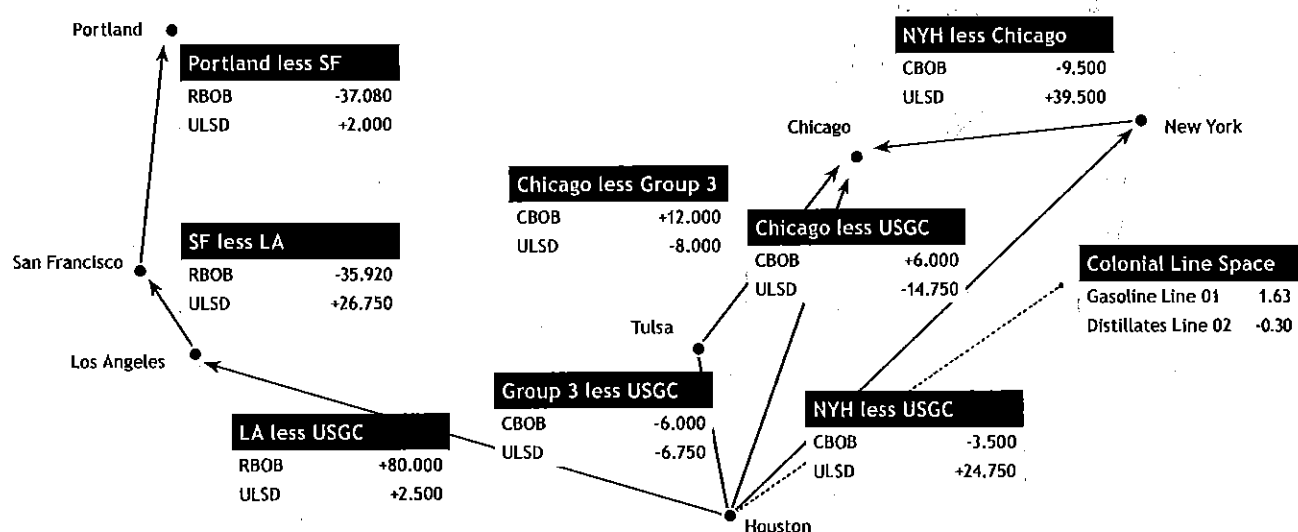 Portland
Portland less SF
RBOB -37.080
ULSD +2.000
NYH less Chicago
CBOB -9.500
ULSD +39.500
Chicago
New York
Chicago less Group 3
CBOB +12.000
ULSD -8.000
Chicago less USGC
CBOB +6.000
ULSD -14.750
San Francisco
SF less LA
RBOB -35.920
ULSD +26.750
Colonial Line Space
Gasoline Line 01 1.63
Distillates Line 02 -0.30
Tulsa
Los Angeles
Group 3 less USGC
CBOB -6.000
ULSD -6.750
NYH less USGC
CBOB -3.500
ULSD +24.750
LA less USGC
RBOB +80.000
ULSD +2.500
Houston